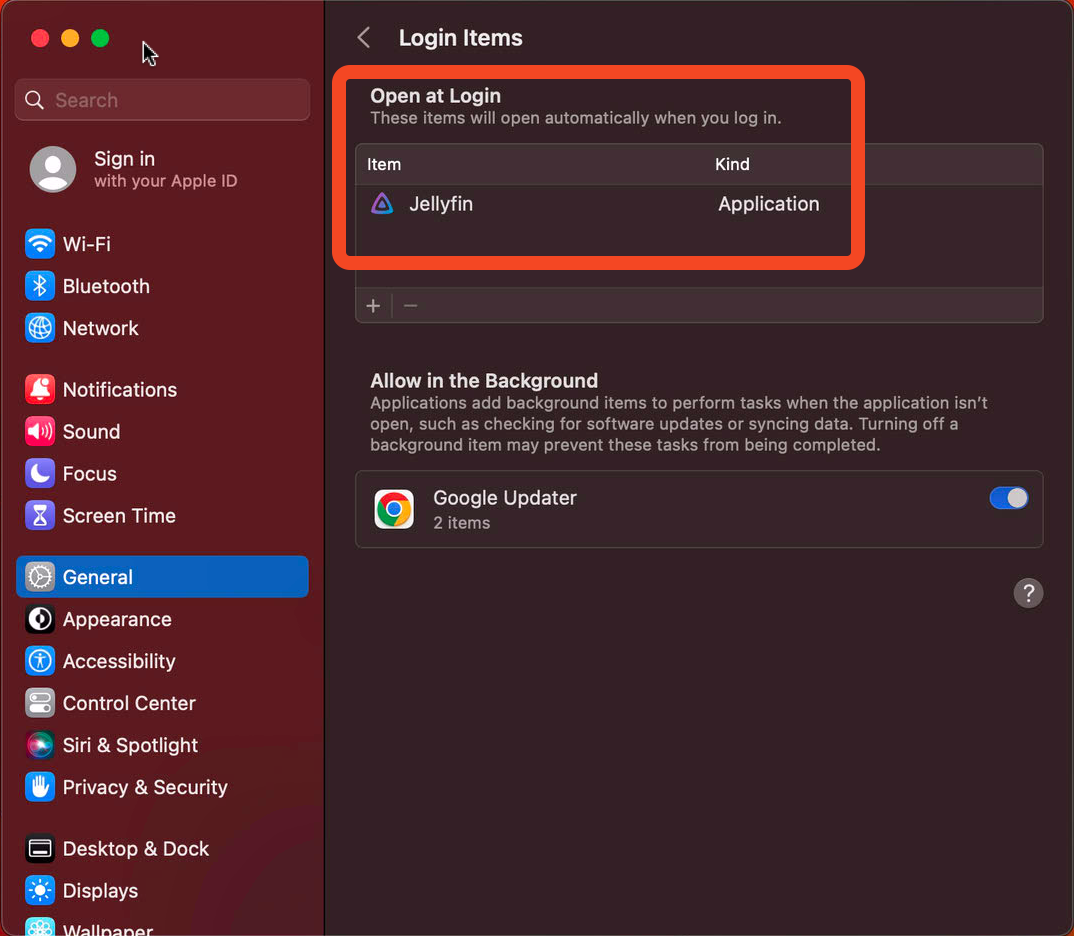 Search
Sign in
with your Apple ID
Wi-Fi
Bluetooth
Network
Notifications
Sound
Focus
Screen Time
General
Appearance
Accessibility
Control Center
Siri & Spotlight
Privacy & Security
Desktop & Dock
Displays
Wallpaper
Login Items
Open at Login
These items will open automatically when you log in.
Item Kind
Jellyfin Application
+ −
Allow in the Background
Applications add background items to perform tasks when the application isn’t
open, such as checking for software updates or syncing data. Turning off a
background item may prevent these tasks from being completed.
Google Updater
2 items
?